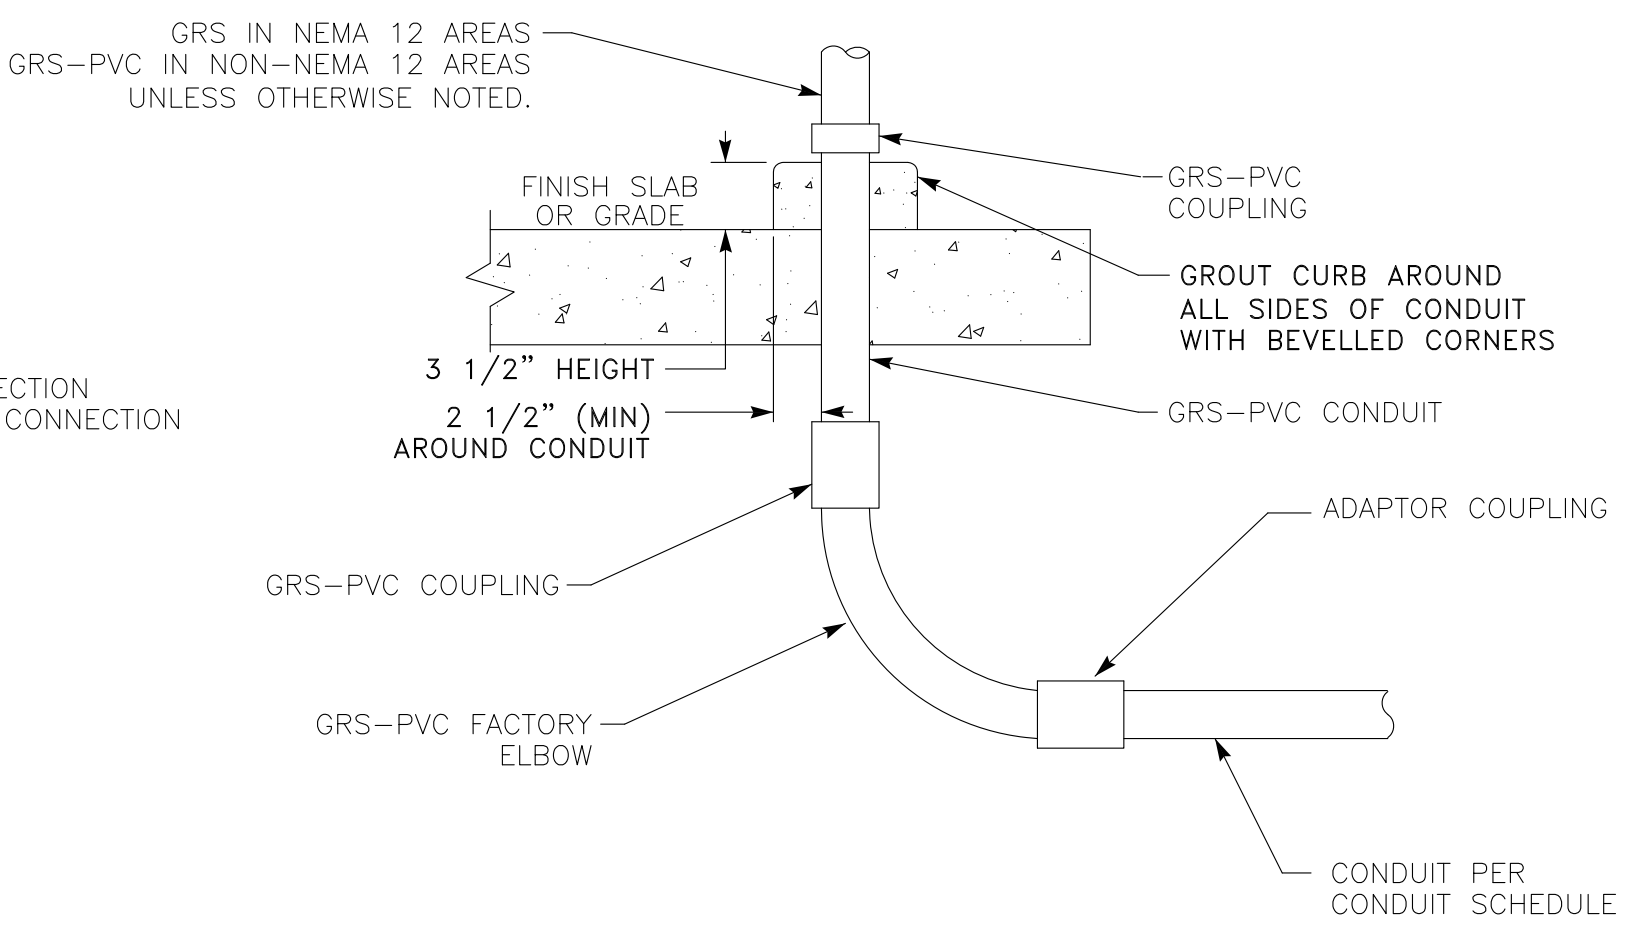 GRS IN NEMA 12 AREAS
GRS-PVC IN NON-NEMA 12 AREAS
UNLESS OTHERWISE NOTED.
FINISH SLAB
OR GRADE
GRS-PVC
COUPLING
GROUT CURB AROUND
ALL SIDES OF CONDUIT
WITH BEVELLED CORNERS
3 1/2" HEIGHT
2 1/2" (MIN)
AROUND CONDUIT
CONNECTION
GRS-PVC CONDUIT
ADAPTOR COUPLING
GRS-PVC COUPLING
GRS-PVC FACTORY
ELBOW
CONDUIT PER
CONDUIT SCHEDULE